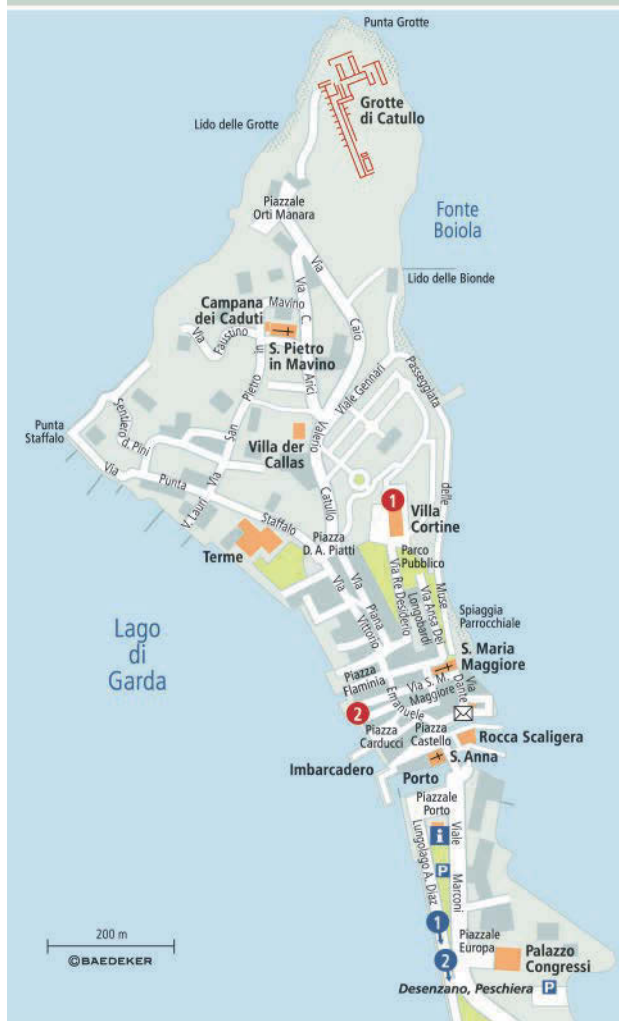 Punta Grotte
Grotte
di Catullo
Lido delle Grotte
Piazzale
Orti Manara
Fonte
Boiola
Via
Lido delle Bionde
Via C.
Caio
Campana
dei Caduti
Mavino
Via
Faustino
S. Pietro
in Mavino
in
Arici
Viale Gennari
Passeggiata
Pietro
Sentiero d. Pini
Punta
Staffalo
San
Villa der
Callas
Valerio
Via
Via
Punta
Catullo
delle
1
Villa
Cortine
V. Lauri
Staffalo
Terme
Piazza
D. A. Piatti
Parco
Pubblico
Via Re Desiderio
Via Ansa Dei
Longobardi
Muse
Via
Via
Piana
Vittorio
Spiaggia
Parrocchiale
Lago
di
Garda
S. Maria
Maggiore
Piazza
Flaminia
Via S. M.
Maggiore
Dante
Via
Emanuele
2
Piazza
Carducci
Piazza
Castello
Rocca Scaligera
S. Anna
Imbarcadero
Porto
Piazzale
Porto
Lungolago A. Diaz
i
Viale
Marconi
P
1
Piazzale
Europa
2
Palazzo
Congressi
Desenzano, Peschiera
P
200 m
©BAEDEKER